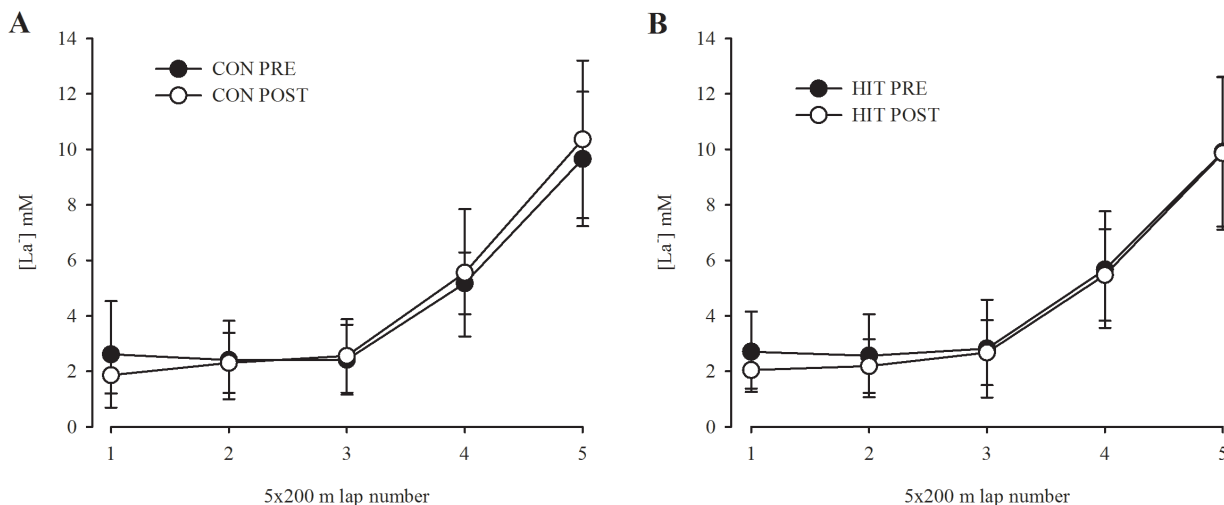 A
14
12
10
8
6
4
2
0
[La⁻] mM
CON PRE
CON POST
1 2 3 4 5
5x200 m lap number
B
14
12
10
8
6
4
2
0
[La⁻] mM
HIT PRE
HIT POST
1 2 3 4 5
5x200 m lap number